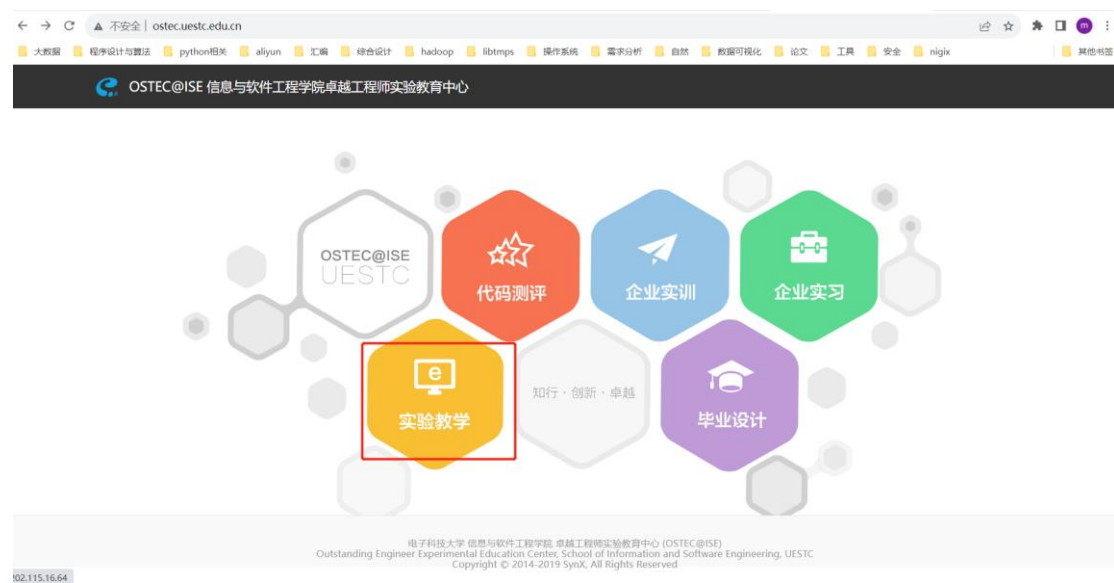 不安全 | ostec.uestc.edu.cn
大数据 程序设计与算法 python相关 aliyun 汇编 综合设计 hadoop libtmps 操作系统 需求分析 自然 数据可视化 论文 工具 安全 nigix 其他书签
OSTEC@ISE 信息与软件工程学院卓越工程师实验教育中心
OSTEC@ISE
UESTC
代码测评
企业实训
企业实习
实验教学
知行·创新·卓越
毕业设计
电子科技大学 信息与软件工程学院 卓越工程师实验教育中心 (OSTEC@ISE)
Outstanding Engineer Experimental Education Center, School of Information and Software Engineering, UESTC
Copyright © 2014-2019 SynX, All Rights Reserved
202.115.16.64